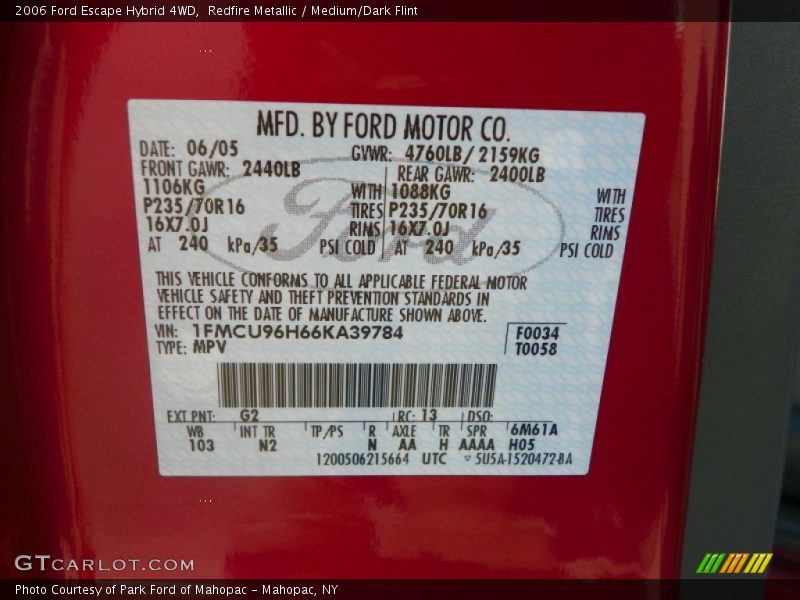 2006 Ford Escape Hybrid 4WD, Redfire Metallic / Medium/Dark Flint
MFD. BY FORD MOTOR CO.
DATE: 06/05 GVWR: 4760LB/ 2159KG
FRONT GAWR: 2440LB REAR GAWR: 2400LB
1106KG WITH 1088KG WITH
P235/70R16 TIRES P235/70R16 TIRES
16X7.0J RIMS 16X7.0J RIMS
AT 240 kPa/35 PSI COLD AT 240 kPa/35 PSI COLD
Ford
THIS VEHICLE CONFORMS TO ALL APPLICABLE FEDERAL MOTOR
VEHICLE SAFETY AND THEFT PREVENTION STANDARDS IN
EFFECT ON THE DATE OF MANUFACTURE SHOWN ABOVE.
VIN: 1FMCU96H66KA39784 F0034
TYPE: MPV T0058
EXT PNT: G2 RC: 13 DSO:
WB INT TR TP/PS R AXLE TR SPR 6M61A
103 N2 N AA H AAAA H05
1200506215664 UTC ▿ 5U5A-1520472-BA
GTCARLOT.COM
Photo Courtesy of Park Ford of Mahopac - Mahopac, NY